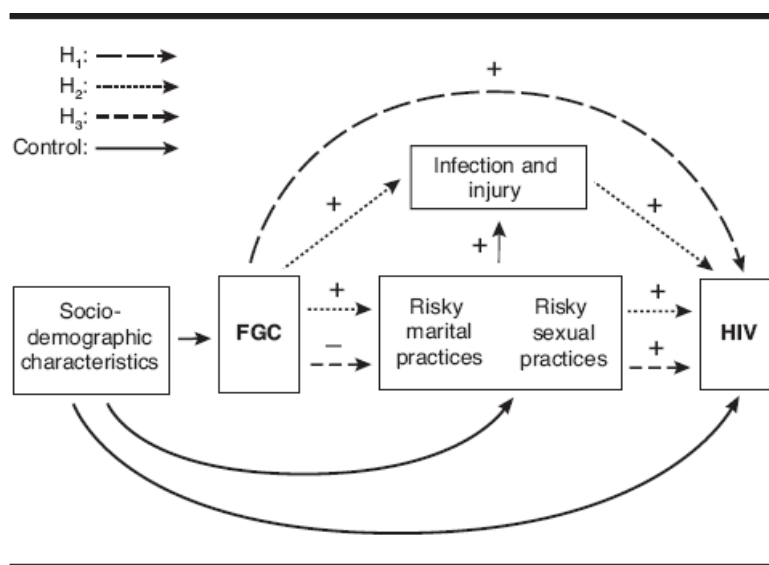 H1:
H2:
H3:
Control:
+
Infection and
injury
+
+
+
Socio-
demographic
characteristics
FGC
+
–
Risky
marital
practices
Risky
sexual
practices
+
+
HIV